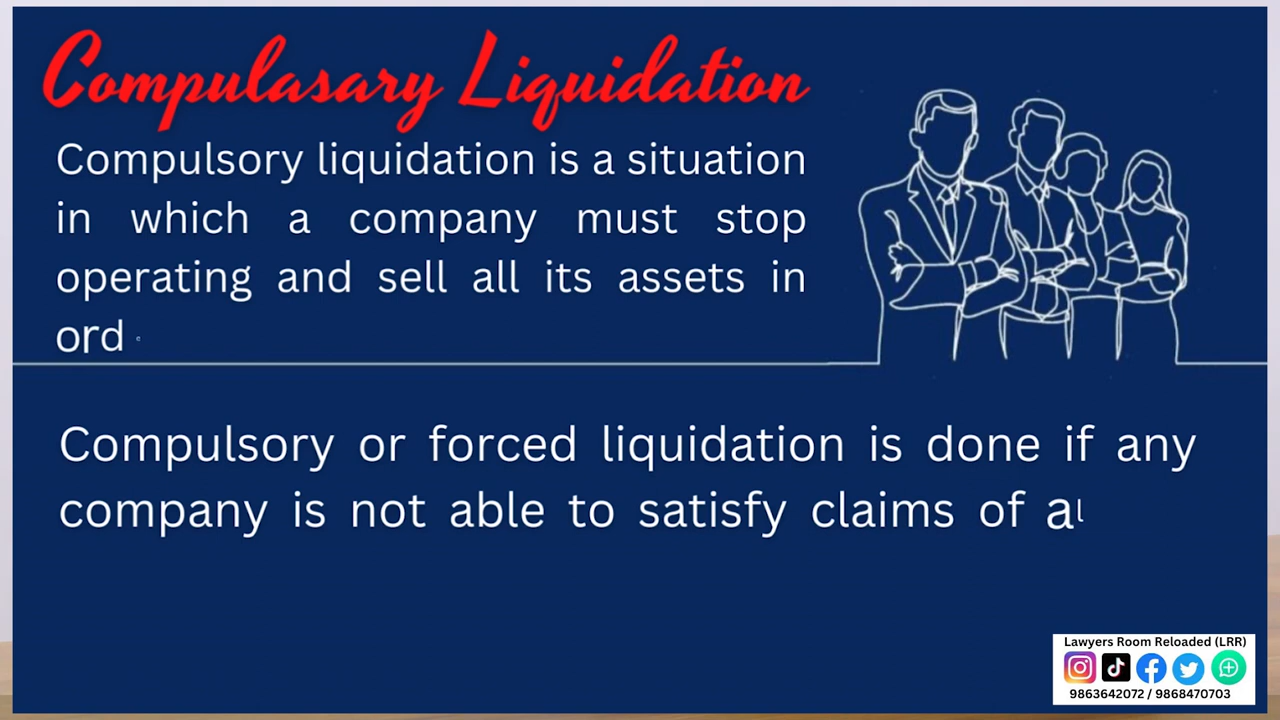 Compulasary Liquidation
Compulsory liquidation is a situation
in which a company must stop
operating and sell all its assets in
ord
Compulsory or forced liquidation is done if any
company is not able to satisfy claims of al
Lawyers Room Reloaded (LRR)
9863642072 / 9868470703